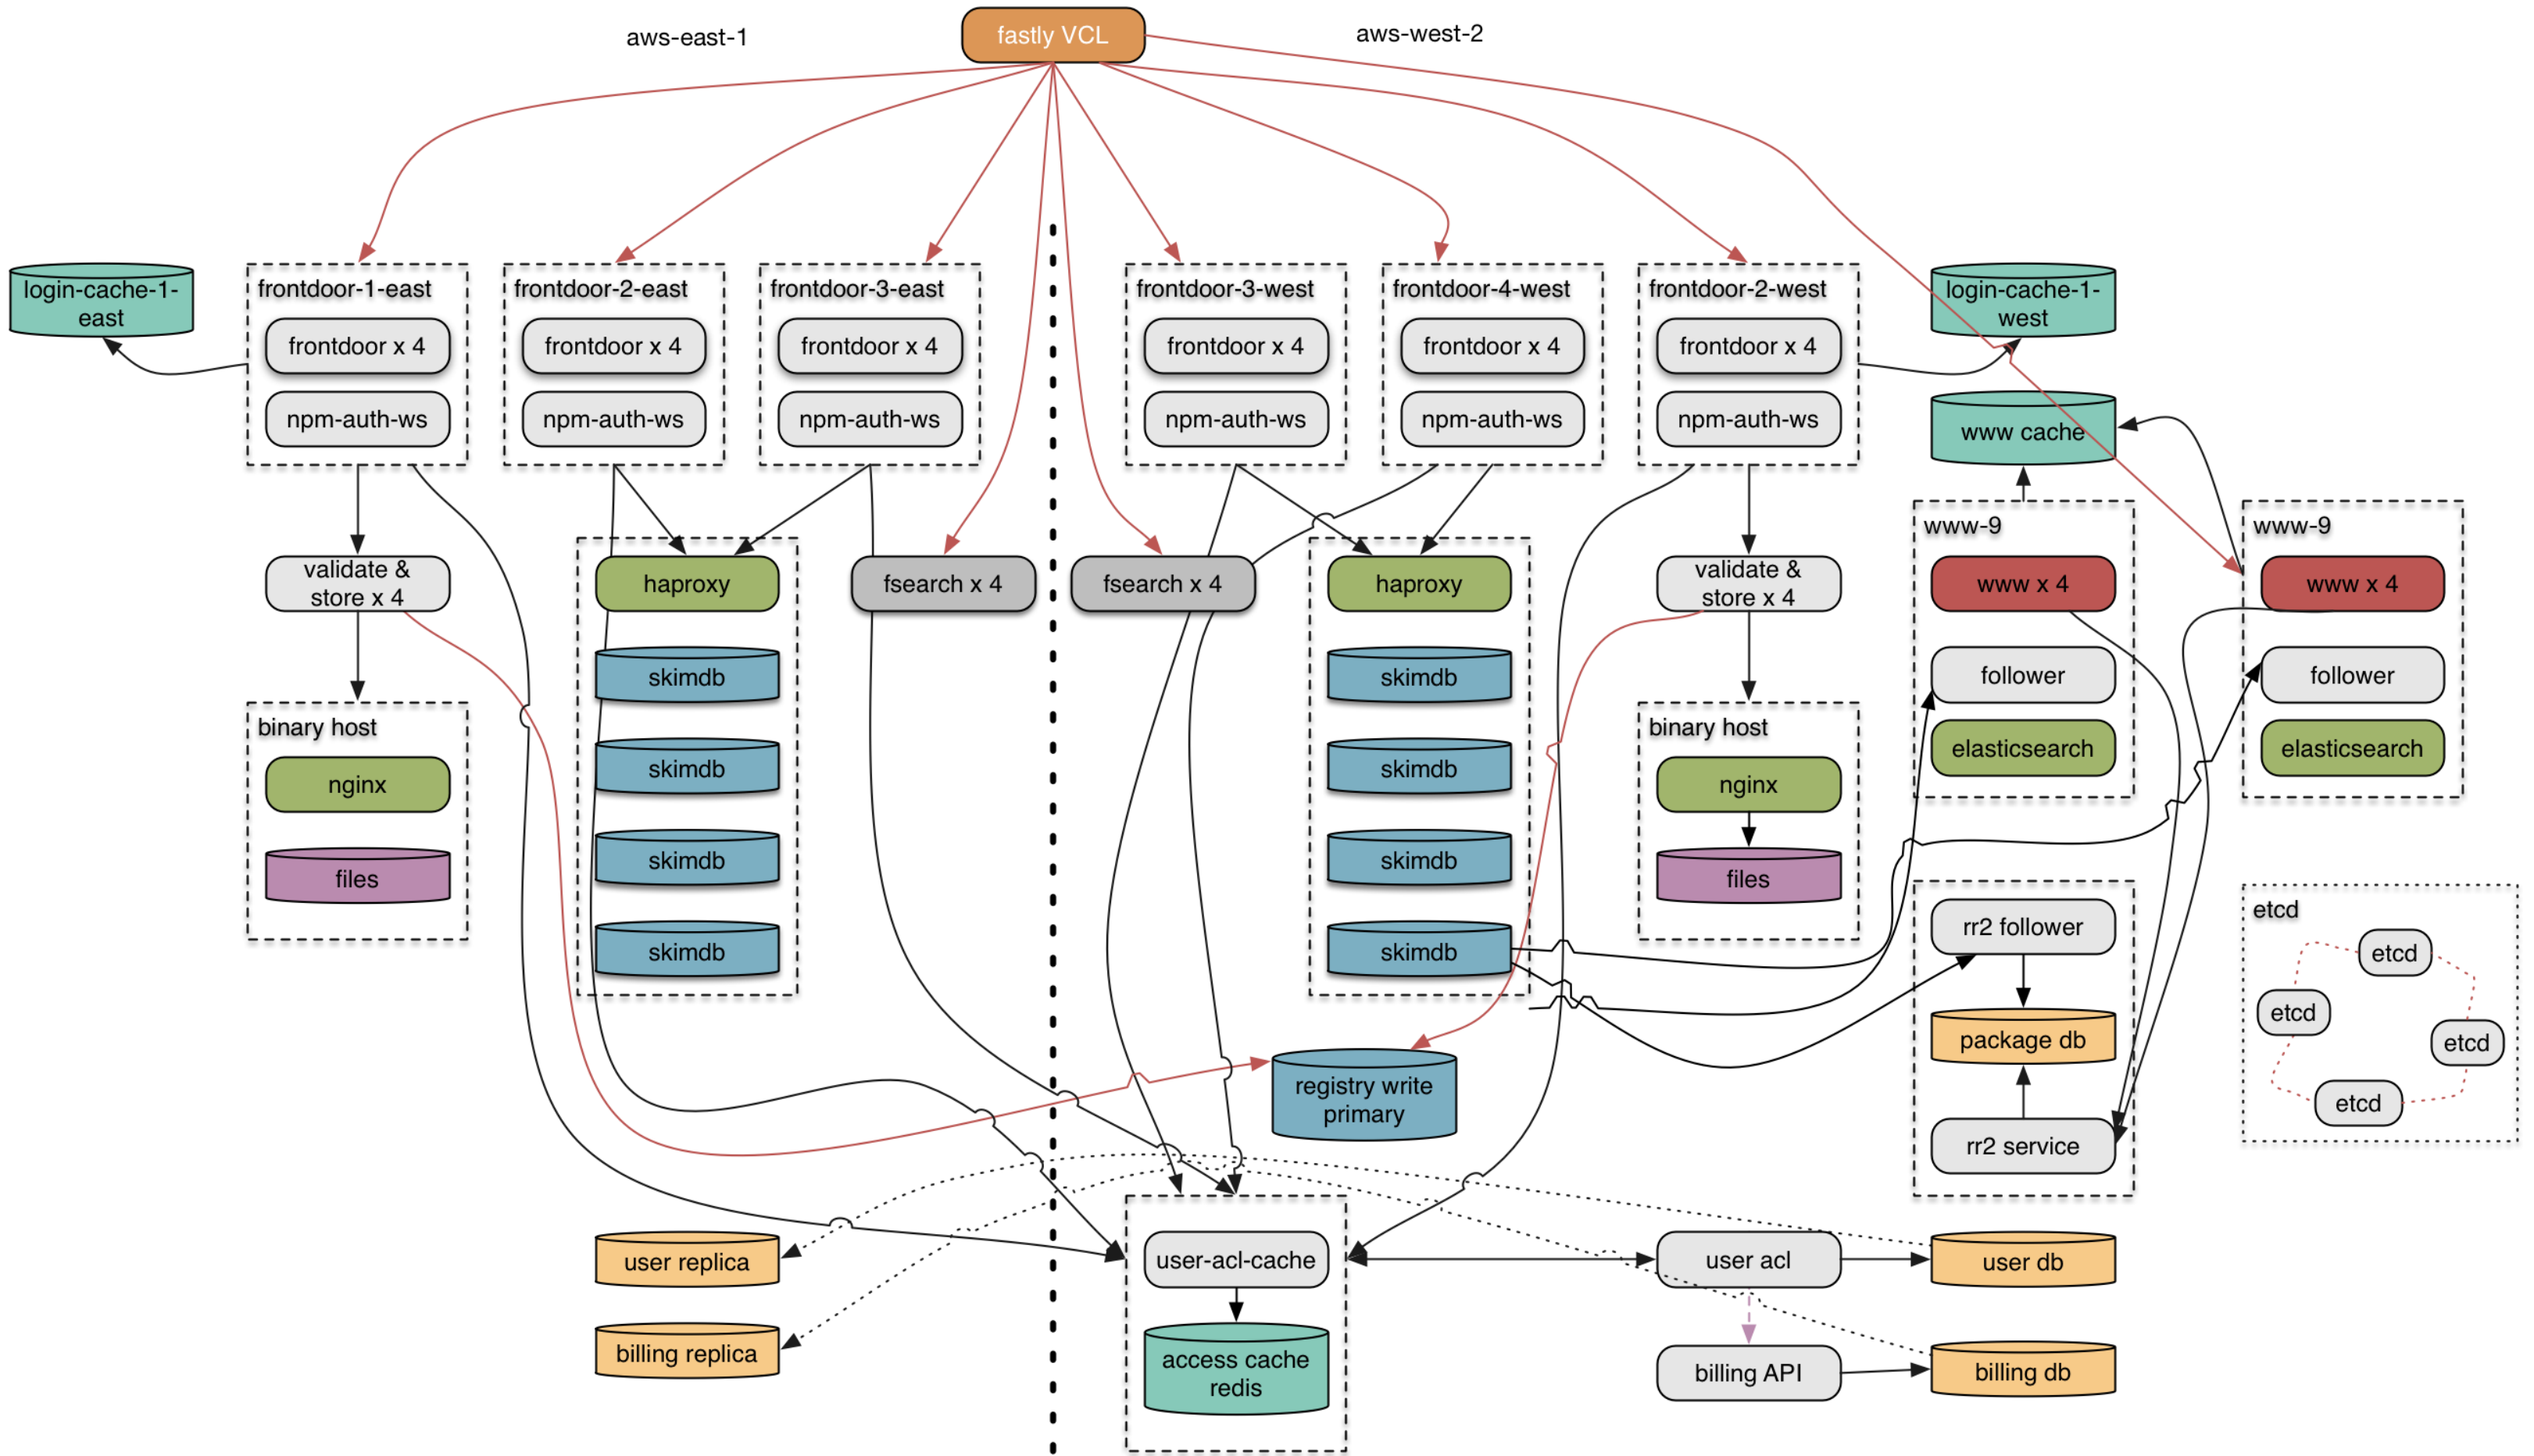 aws-east-1
fastly VCL
aws-west-2
login-cache-1-
east
frontdoor-1-east
frontdoor x 4
npm-auth-ws
frontdoor-2-east
frontdoor x 4
npm-auth-ws
frontdoor-3-east
frontdoor x 4
npm-auth-ws
frontdoor-3-west
frontdoor x 4
npm-auth-ws
frontdoor-4-west
frontdoor x 4
npm-auth-ws
frontdoor-2-west
frontdoor x 4
npm-auth-ws
login-cache-1-
west
www cache
validate &
store x 4
haproxy
skimdb
skimdb
skimdb
skimdb
fsearch x 4
fsearch x 4
haproxy
skimdb
skimdb
skimdb
skimdb
validate &
store x 4
www-9
www x 4
follower
elasticsearch
www-9
www x 4
follower
elasticsearch
binary host
nginx
files
binary host
nginx
files
rr2 follower
package db
rr2 service
etcd
etcd
etcd
etcd
etcd
registry write
primary
user replica
billing replica
user-acl-cache
access cache
redis
user acl
user db
billing API
billing db